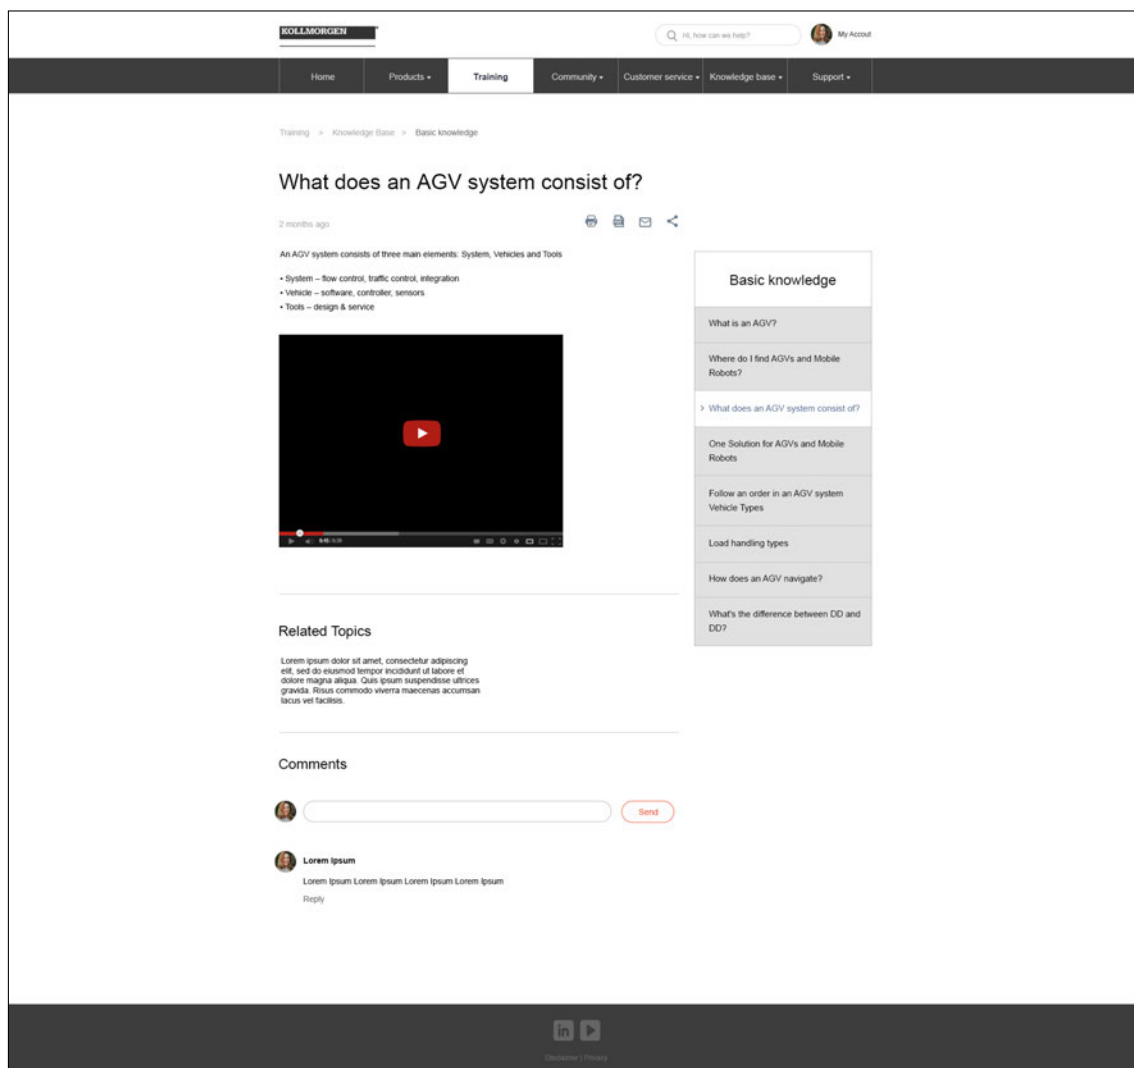 KOLLMORGEN
Hi, how can we help?
My Accout
Home
Products
Training
Community
Customer service
Knowledge base
Support
Training > Knowledge Base > Basic knowledge
What does an AGV system consist of?
2 months ago
An AGV system consists of three main elements: System, Vehicles and Tools
• System – flow control, traffic control, integration
• Vehicle – software, controller, sensors
• Tools – design & service
Basic knowledge
What is an AGV?
Where do I find AGVs and Mobile
Robots?
> What does an AGV system consist of?
One Solution for AGVs and Mobile
Robots
Follow an order in an AGV system
Vehicle Types
Load handling types
How does an AGV navigate?
What's the difference between DD and
DD?
Related Topics
Lorem ipsum dolor sit amet, consectetur adipiscing
elit, sed do eiusmod tempor incididunt ut labore et
dolore magna aliqua. Quis ipsum suspendisse ultrices
gravida. Risus commodo viverra maecenas accumsan
lacus vel facilisis.
Comments
Send
Lorem Ipsum
Lorem Ipsum Lorem Ipsum Lorem Ipsum Lorem Ipsum
Reply
in
Disclaimer | Privacy